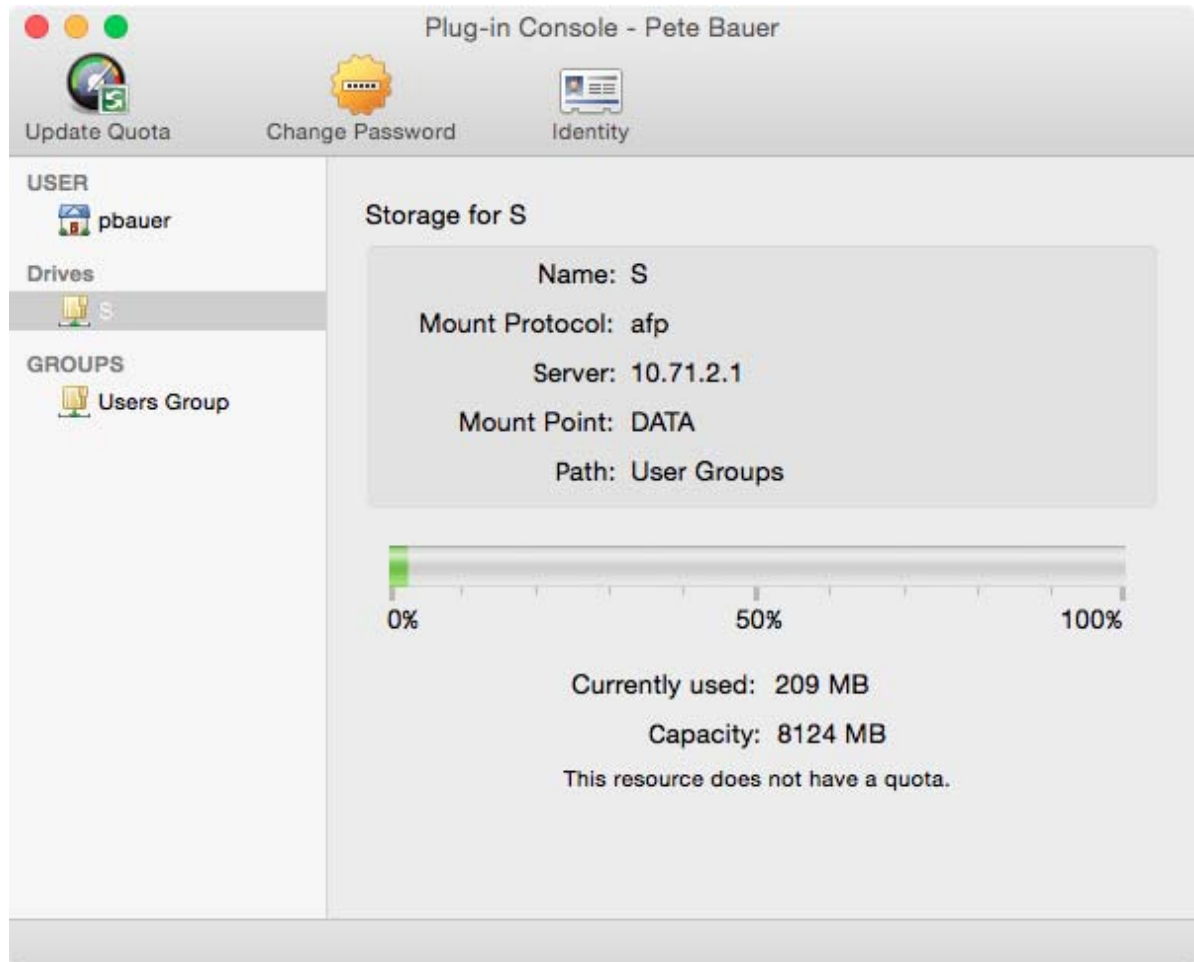 Plug-in Console - Pete Bauer
Update Quota
Change Password
Identity
USER
pbauer
Drives
S
GROUPS
Users Group
Storage for S
Name: S
Mount Protocol: afp
Server: 10.71.2.1
Mount Point: DATA
Path: User Groups
0% 50% 100%
Currently used: 209 MB
Capacity: 8124 MB
This resource does not have a quota.